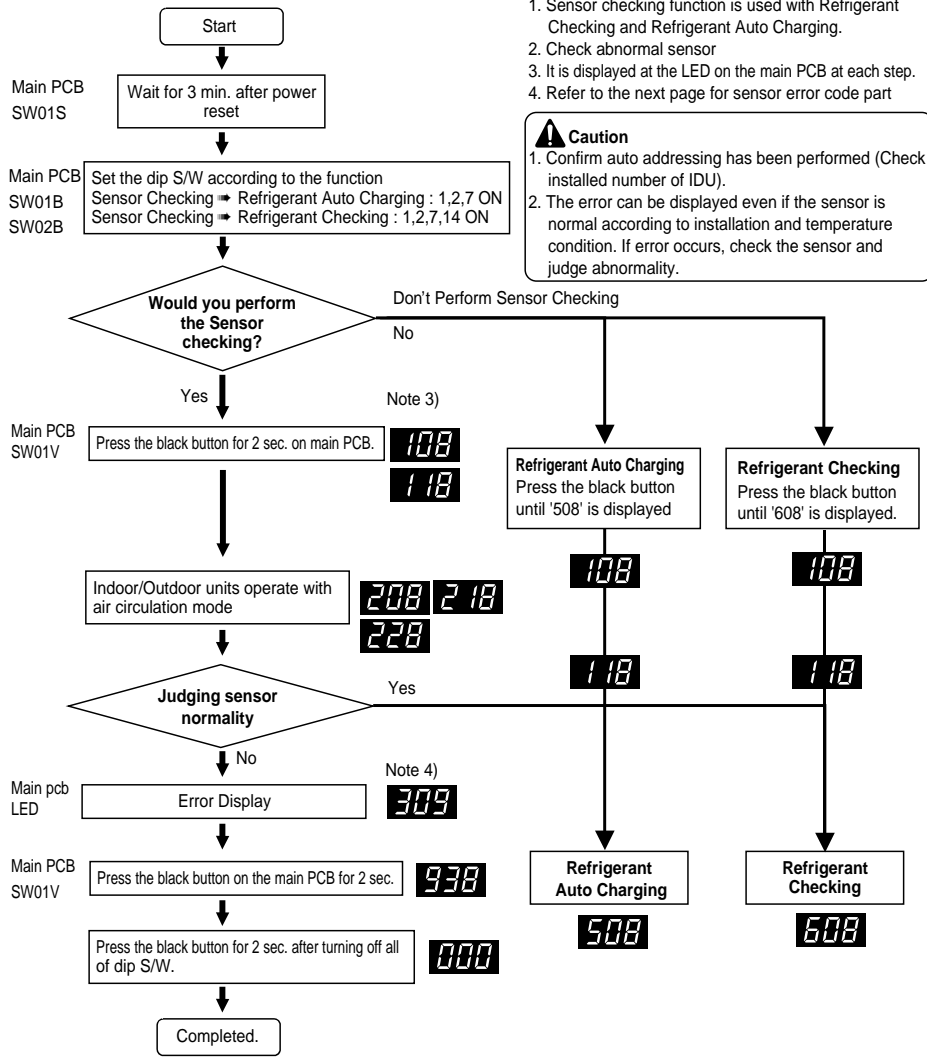 1. Sensor checking function is used with Refrigerant
Checking and Refrigerant Auto Charging.
2. Check abnormal sensor
3. It is displayed at the LED on the main PCB at each step.
4. Refer to the next page for sensor error code part
Caution
1. Confirm auto addressing has been performed (Check
installed number of IDU).
2. The error can be displayed even if the sensor is
normal according to installation and temperature
condition. If error occurs, check the sensor and
judge abnormality.
Start
Main PCB
SW01S
Wait for 3 min. after power
reset
Main PCB
SW01B
SW02B
Set the dip S/W according to the function
Sensor Checking ➠ Refrigerant Auto Charging : 1,2,7 ON
Sensor Checking ➠ Refrigerant Checking : 1,2,7,14 ON
Would you perform
the Sensor
checking?
Don't Perform Sensor Checking
No
Yes
Note 3)
Main PCB
SW01V
Press the black button for 2 sec. on main PCB.
108
118
Refrigerant Auto Charging
Press the black button
until '508' is displayed
Refrigerant Checking
Press the black button
until '608' is displayed.
108
108
Indoor/Outdoor units operate with
air circulation mode
208 218
228
118
118
Judging sensor
normality
Yes
No
Note 4)
Main pcb
LED
Error Display
309
Main PCB
SW01V
Press the black button on the main PCB for 2 sec.
938
Refrigerant
Auto Charging
508
Refrigerant
Checking
608
Press the black button for 2 sec. after turning off all
of dip S/W.
000
Completed.